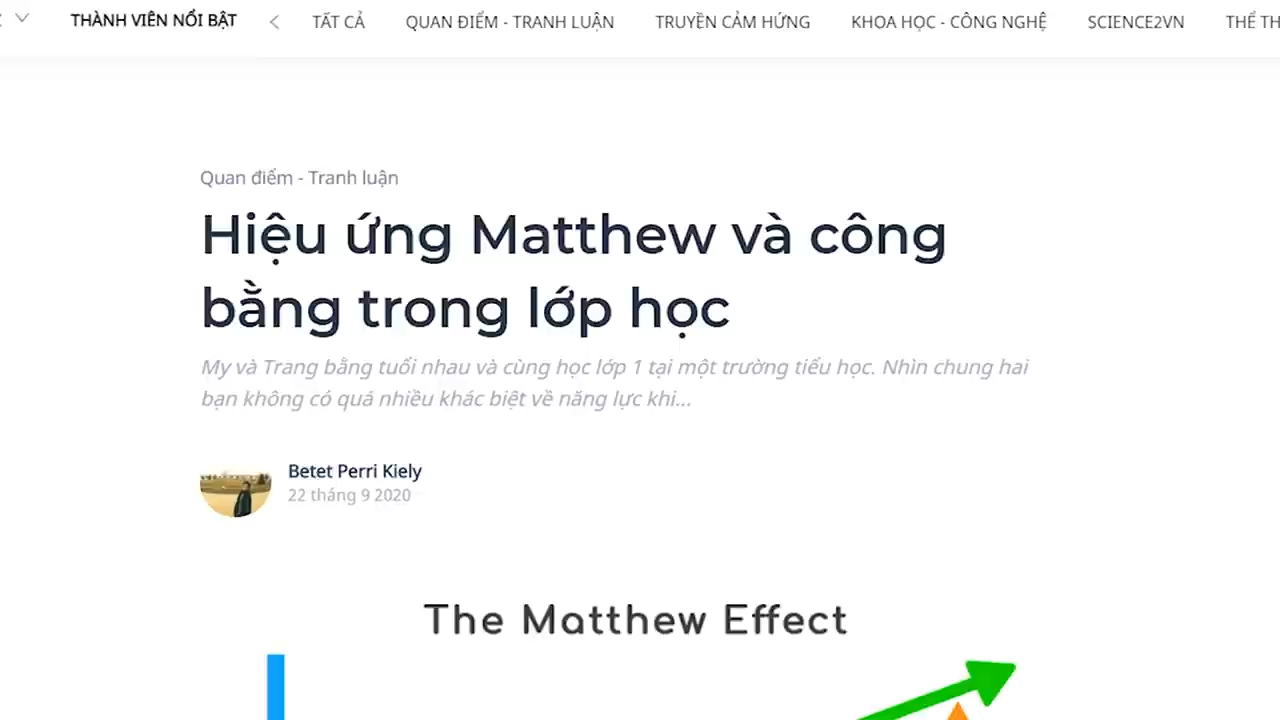 THÀNH VIÊN NỔI BẬT TẤT CẢ QUAN ĐIỂM - TRANH LUẬN TRUYỀN CẢM HỨNG KHOA HỌC - CÔNG NGHỆ SCIENCE2VN THỂ TH
Quan điểm - Tranh luận
Hiệu ứng Matthew và công
bằng trong lớp học
My và Trang bằng tuổi nhau và cùng học lớp 1 tại một trường tiểu học. Nhìn chung hai
bạn không có quá nhiều khác biệt về năng lực khi...
Betet Perri Kiely
22 tháng 9 2020
The Matthew Effect